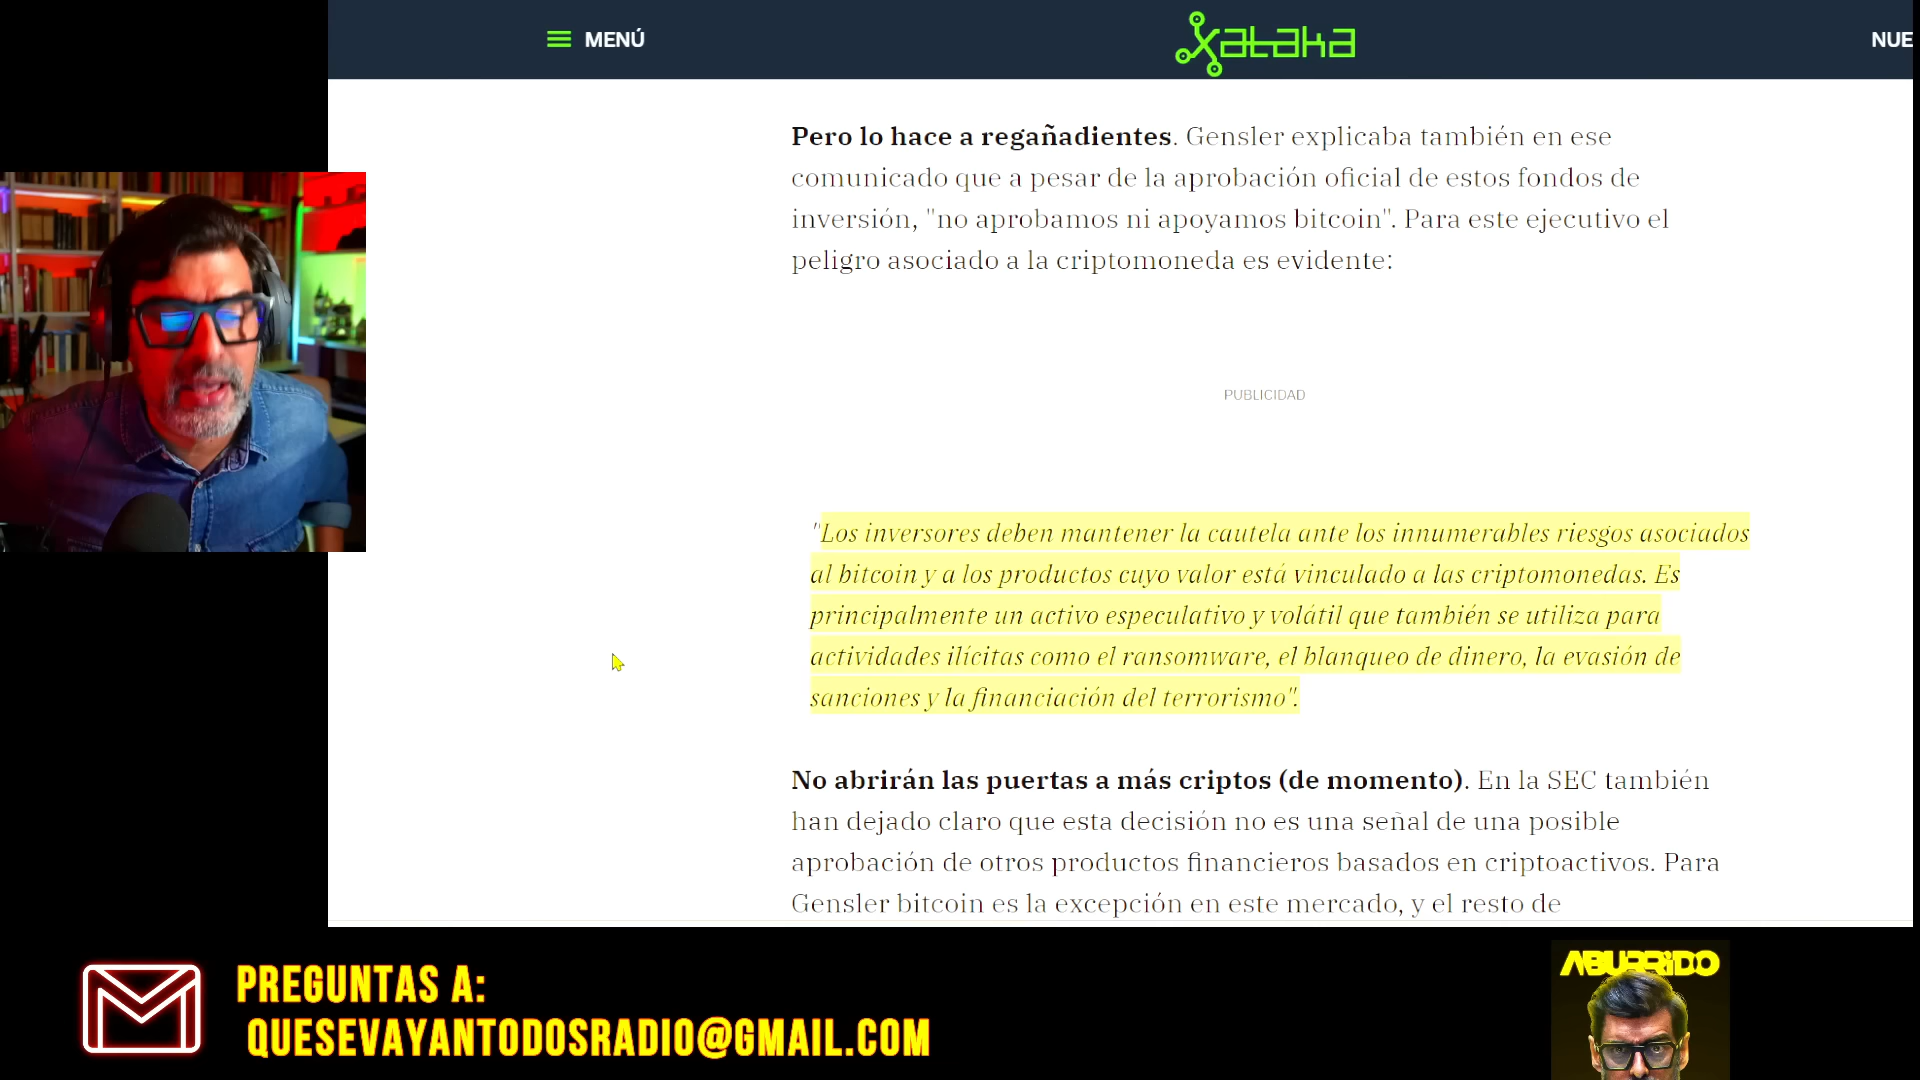 MENÚ
xataka
NUE
Pero lo hace a regañadientes. Gensler explicaba también en ese
comunicado que a pesar de la aprobación oficial de estos fondos de
inversión, "no aprobamos ni apoyamos bitcoin". Para este ejecutivo el
peligro asociado a la criptomoneda es evidente:
PUBLICIDAD
"Los inversores deben mantener la cautela ante los innumerables riesgos asociados
al bitcoin y a los productos cuyo valor está vinculado a las criptomonedas. Es
principalmente un activo especulativo y volátil que también se utiliza para
actividades ilícitas como el ransomware, el blanqueo de dinero, la evasión de
sanciones y la financiación del terrorismo".
No abrirán las puertas a más criptos (de momento). En la SEC también
han dejado claro que esta decisión no es una señal de una posible
aprobación de otros productos financieros basados en criptoactivos. Para
Gensler bitcoin es la excepción en este mercado, y el resto de
PREGUNTAS A:
QUESEVAYANTODOSRADIO@GMAIL.COM
ABURRIDO